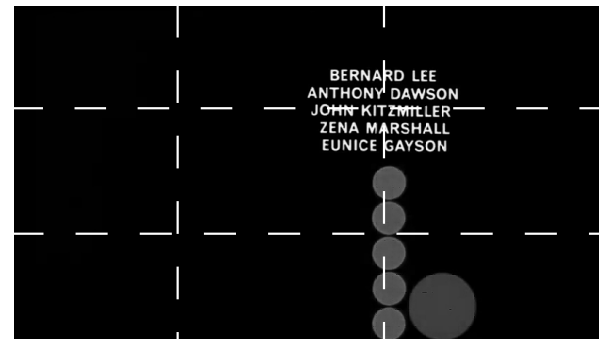 BERNARD LEE
ANTHONY DAWSON
JOHN KITZMILLER
ZENA MARSHALL
EUNICE GAYSON